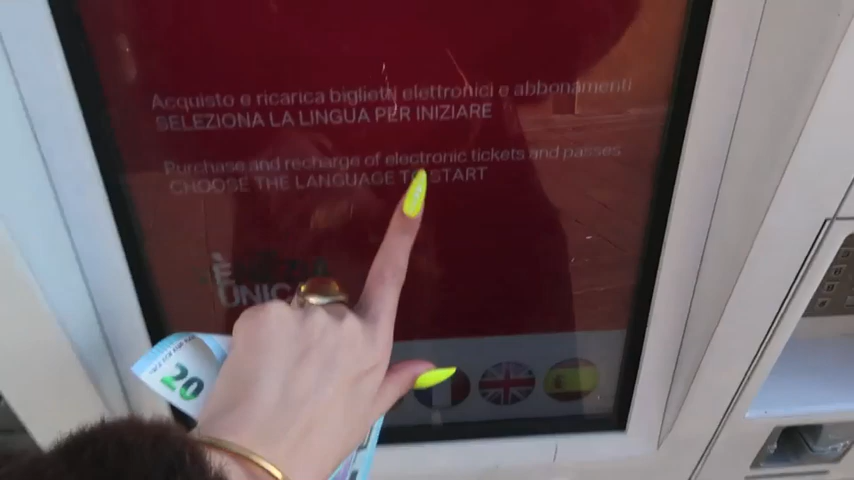 Acquisto e ricarica biglietti elettronici e abbonamenti
SELEZIONA LA LINGUA PER INIZIARE
Purchase and recharge of electronic tickets and passes
CHOOSE THE LANGUAGE TO START
UNICA
20